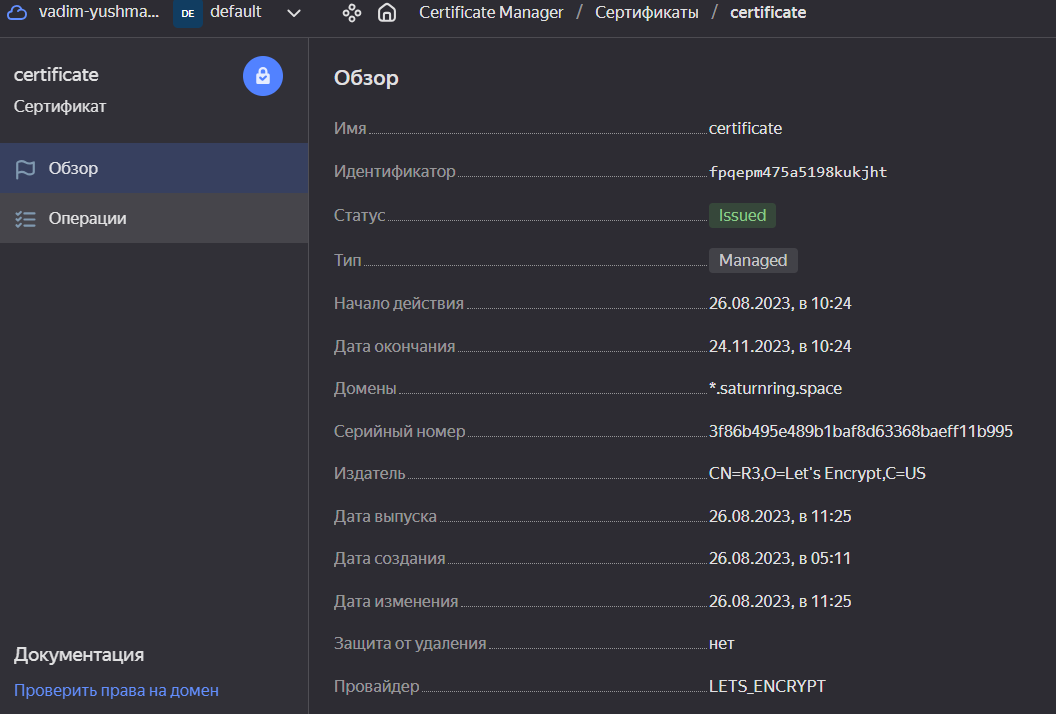 vadim-yushma... DE default Certificate Manager / Сертификаты / certificate
certificate
Сертификат
Обзор
Операции
Документация
Проверить права на домен
Обзор
Имя certificate
Идентификатор fpqepm475a5198kukjht
Статус Issued
Тип Managed
Начало действия 26.08.2023, в 10:24
Дата окончания 24.11.2023, в 10:24
Домены *.saturnring.space
Серийный номер 3f86b495e489b1baf8d63368baeff11b995
Издатель CN=R3,O=Let's Encrypt,C=US
Дата выпуска 26.08.2023, в 11:25
Дата создания 26.08.2023, в 05:11
Дата изменения 26.08.2023, в 11:25
Защита от удаления нет
Провайдер LETS_ENCRYPT